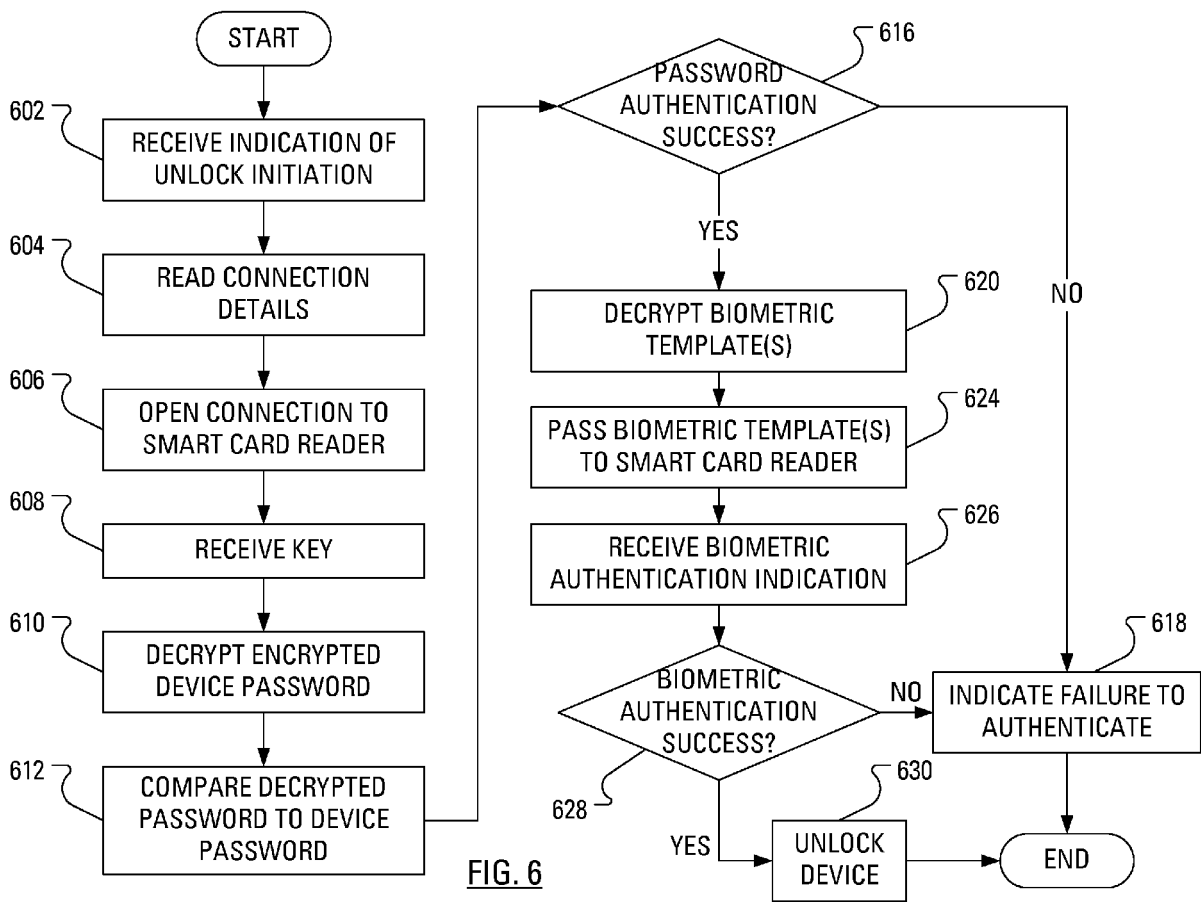 START
602
RECEIVE INDICATION OF
UNLOCK INITIATION
604
READ CONNECTION
DETAILS
606
OPEN CONNECTION TO
SMART CARD READER
608
RECEIVE KEY
610
DECRYPT ENCRYPTED
DEVICE PASSWORD
612
COMPARE DECRYPTED
PASSWORD TO DEVICE
PASSWORD
616
PASSWORD
AUTHENTICATION
SUCCESS?
YES
NO
620
DECRYPT BIOMETRIC
TEMPLATE(S)
624
PASS BIOMETRIC TEMPLATE(S)
TO SMART CARD READER
626
RECEIVE BIOMETRIC
AUTHENTICATION INDICATION
628
BIOMETRIC
AUTHENTICATION
SUCCESS?
NO
618
INDICATE FAILURE TO
AUTHENTICATE
YES
630
UNLOCK
DEVICE
END
FIG. 6